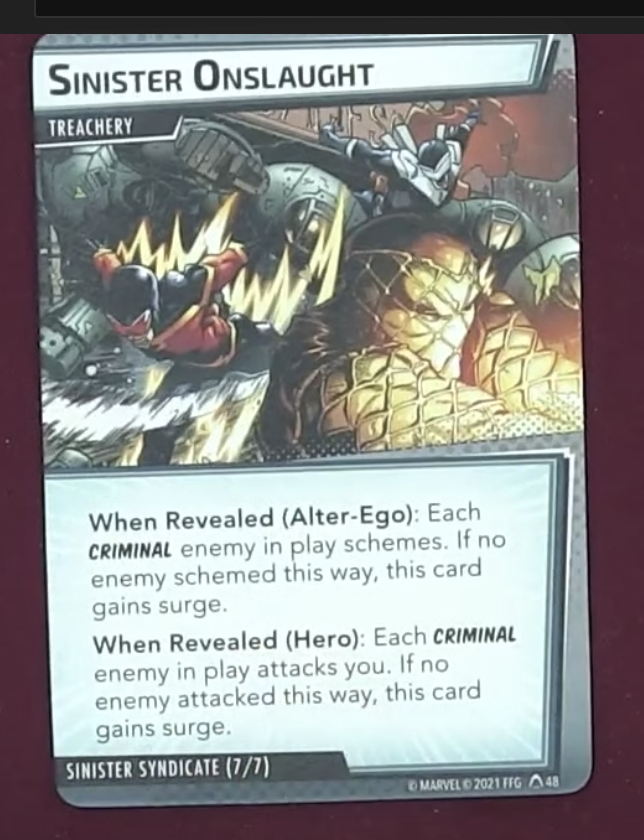 SINISTER ONSLAUGHT
TREACHERY
When Revealed (Alter-Ego): Each
CRIMINAL enemy in play schemes. If no
enemy schemed this way, this card
gains surge.
When Revealed (Hero): Each CRIMINAL
enemy in play attacks you. If no
enemy attacked this way, this card
gains surge.
SINISTER SYNDICATE (7/7)
© MARVEL © 2021 FFG 48